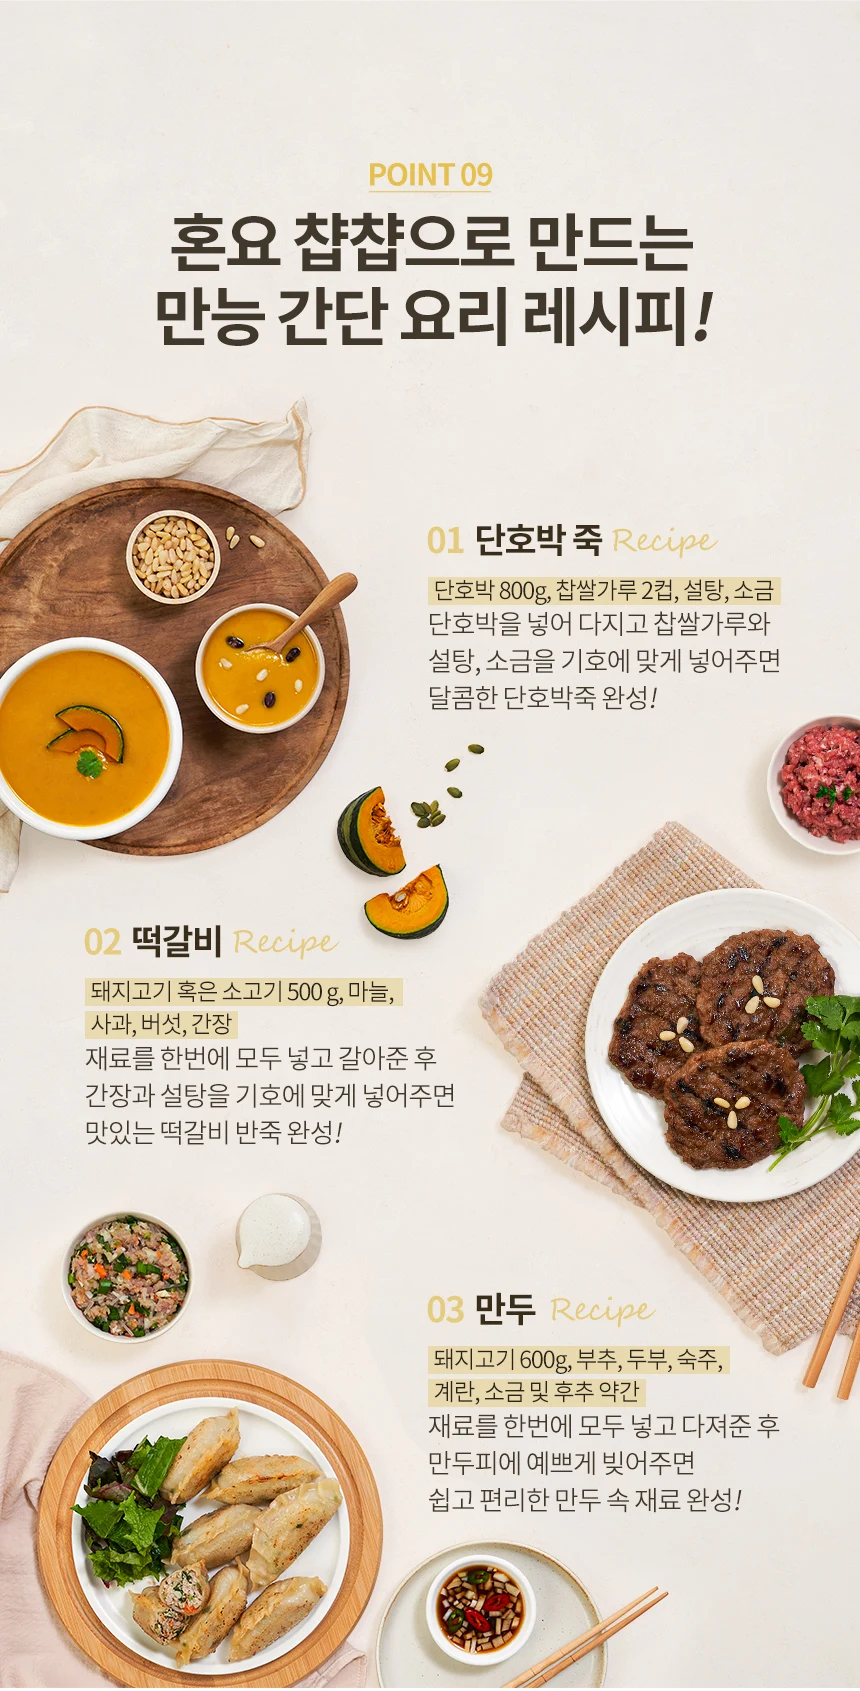 POINT 09
혼요 챱챱으로 만드는
만능 간단 요리 레시피!
01 단호박 죽 Recipe
단호박 800g, 찹쌀가루 2컵, 설탕, 소금
단호박을 넣어 다지고 찹쌀가루와
설탕, 소금을 기호에 맞게 넣어주면
달콤한 단호박죽 완성!
02 떡갈비 Recipe
돼지고기 혹은 소고기 500 g, 마늘,
사과, 버섯, 간장
재료를 한번에 모두 넣고 갈아준 후
간장과 설탕을 기호에 맞게 넣어주면
맛있는 떡갈비 반죽 완성!
03 만두 Recipe
돼지고기 600g, 부추, 두부, 숙주,
계란, 소금 및 후추 약간
재료를 한번에 모두 넣고 다져준 후
만두피에 예쁘게 빚어주면
쉽고 편리한 만두 속 재료 완성!